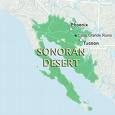 Phoenix
Casa Grande Ruins
Tucson
SONORAN
DESERT